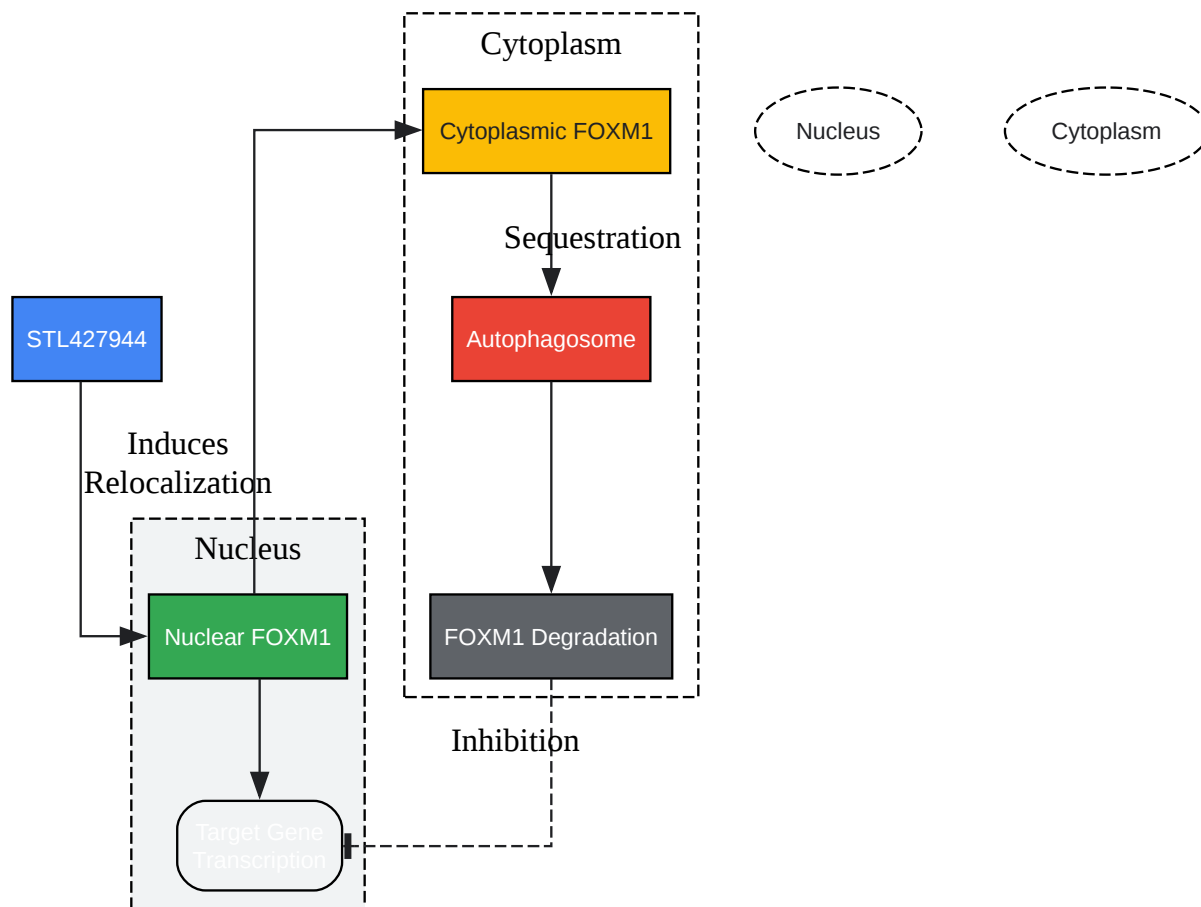 Cytoplasm
Cytoplasmic FOXM1
Nucleus
Cytoplasm
Sequestration
STL427944
Autophagosome
Induces
Relocalization
Nucleus
Nuclear FOXM1
FOXM1 Degradation
Inhibition
Target Gene
Transcription